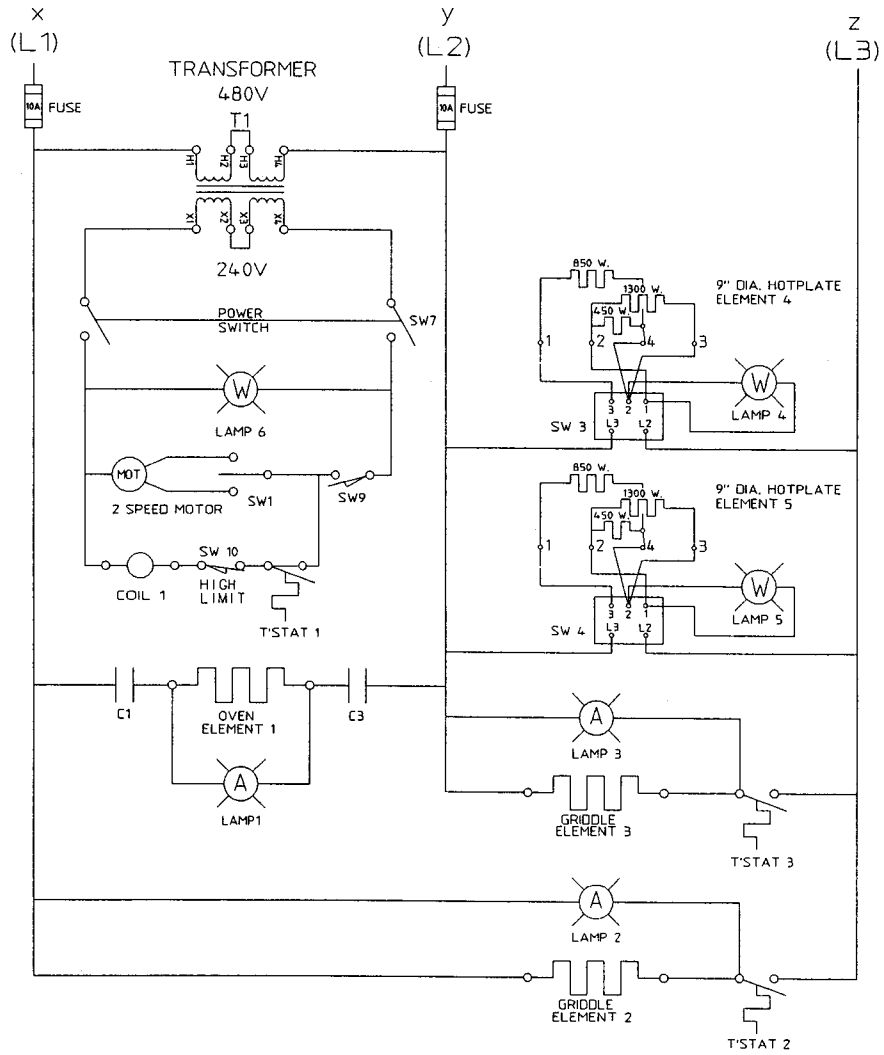 x
(L1)
y
(L2)
z
(L3)
10A
FUSE
TRANSFORMER
480V
T1
10A
FUSE
H1
H2
H3
H4
X1
X2
X3
X4
240V
POWER
SWITCH
SW7
W
LAMP 6
MOT
2 SPEED MOTOR
SW1
SW9
SW 10
HIGH
LIMIT
COIL 1
T'STAT 1
C1
OVEN
ELEMENT 1
C3
A
LAMP1
850 W.
1300 W.
450 W.
1
2
4
3
9" DIA. HOTPLATE
ELEMENT 4
W
LAMP 4
SW 3
3
2
1
L3
L2
850 W.
1300 W.
450 W.
1
2
4
3
9" DIA. HOTPLATE
ELEMENT 5
W
LAMP 5
SW 4
3
2
1
L3
L2
A
LAMP 3
GRIDDLE
ELEMENT 3
T'STAT 3
A
LAMP 2
GRIDDLE
ELEMENT 2
T'STAT 2